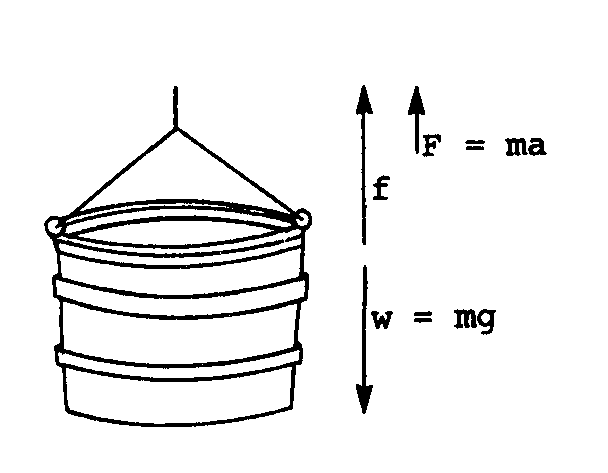 F = ma
f
w = mg